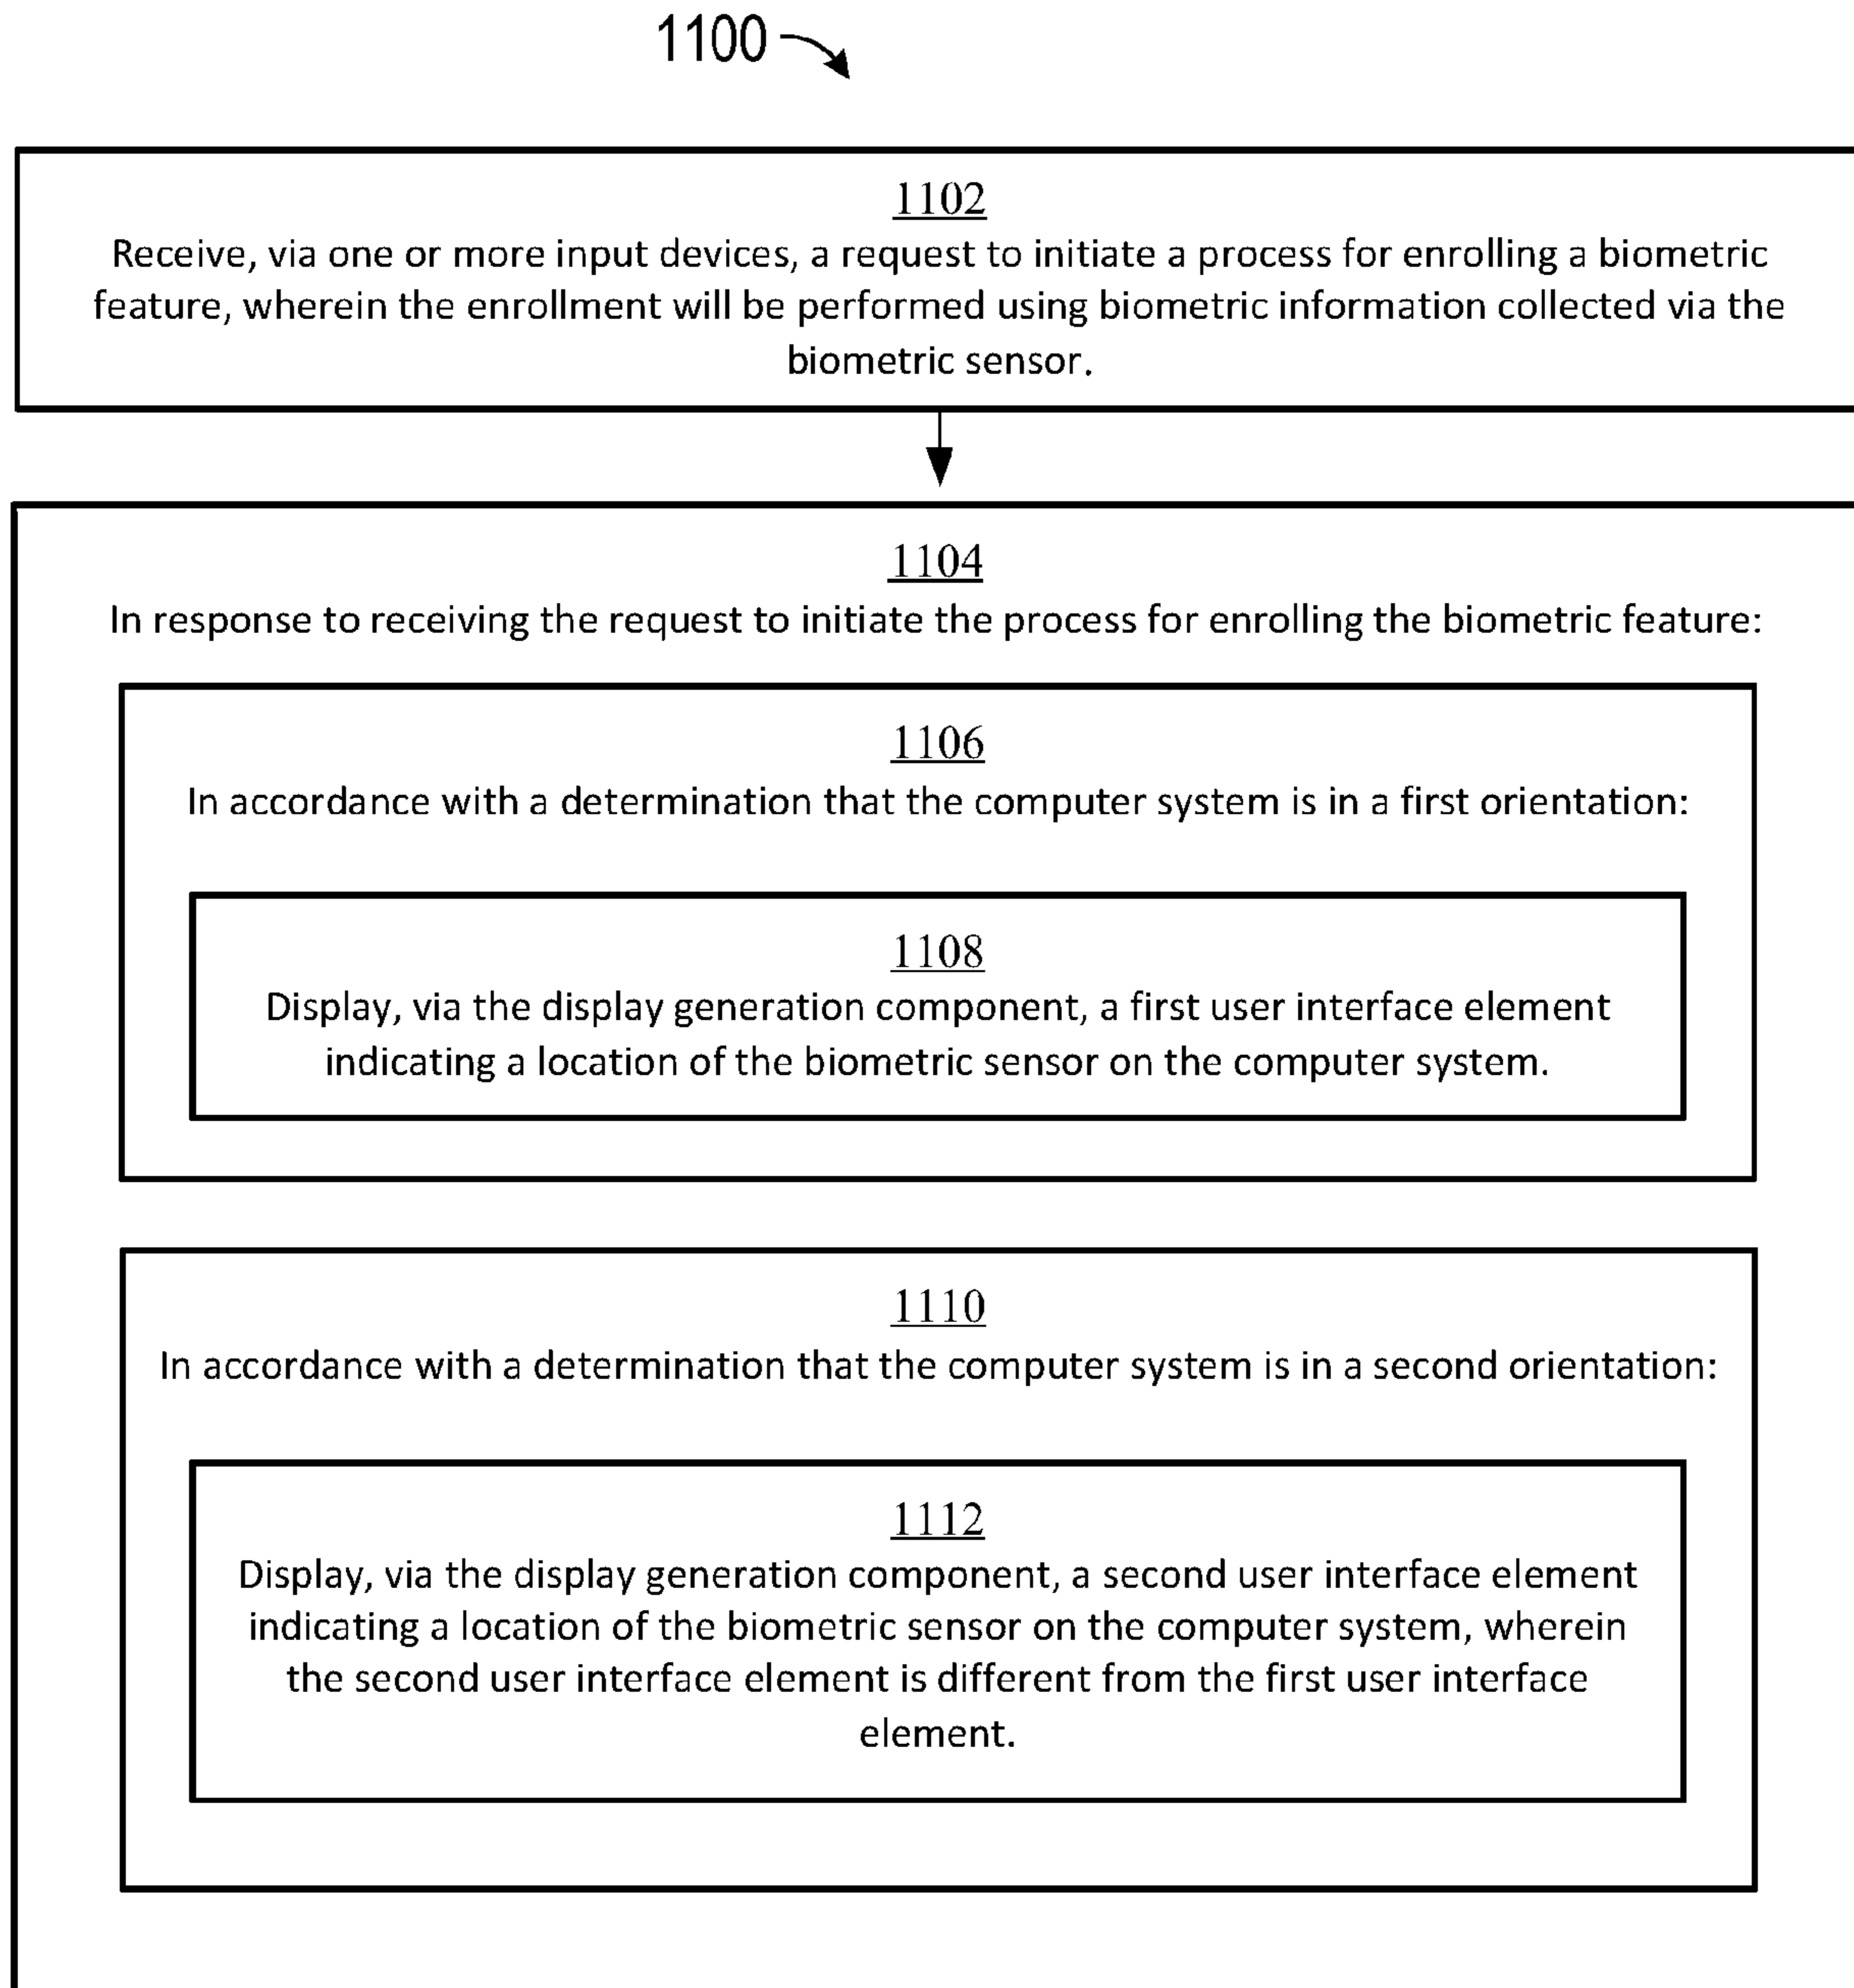 1100
1102
Receive, via one or more input devices, a request to initiate a process for enrolling a biometric
feature, wherein the enrollment will be performed using biometric information collected via the
biometric sensor.
1104
In response to receiving the request to initiate the process for enrolling the biometric feature:
1106
In accordance with a determination that the computer system is in a first orientation:
1108
Display, via the display generation component, a first user interface element
indicating a location of the biometric sensor on the computer system.
1110
In accordance with a determination that the computer system is in a second orientation:
1112
Display, via the display generation component, a second user interface element
indicating a location of the biometric sensor on the computer system, wherein
the second user interface element is different from the first user interface
element.